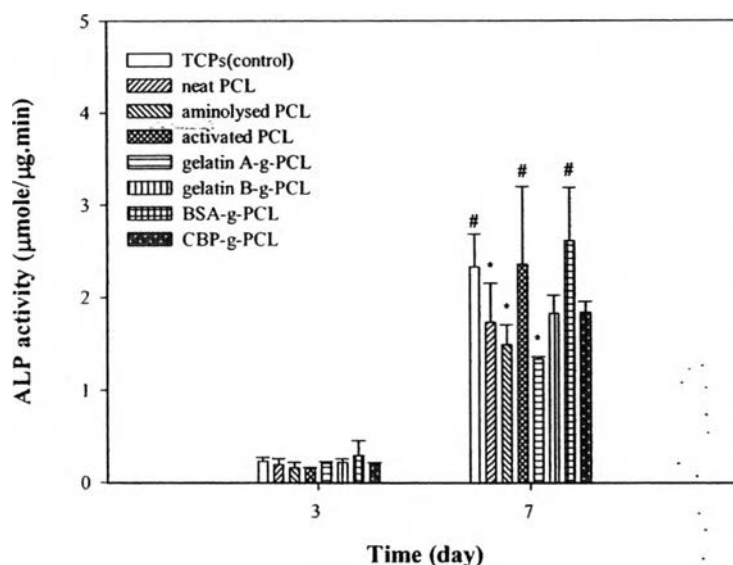 5
4
3
2
1
0
ALP activity (μmole/μg.min)
TCPs(control)
neat PCL
aminolysed PCL
activated PCL
gelatin A-g-PCL
gelatin B-g-PCL
BSA-g-PCL
CBP-g-PCL
# * * # * #
3 7
Time (day)